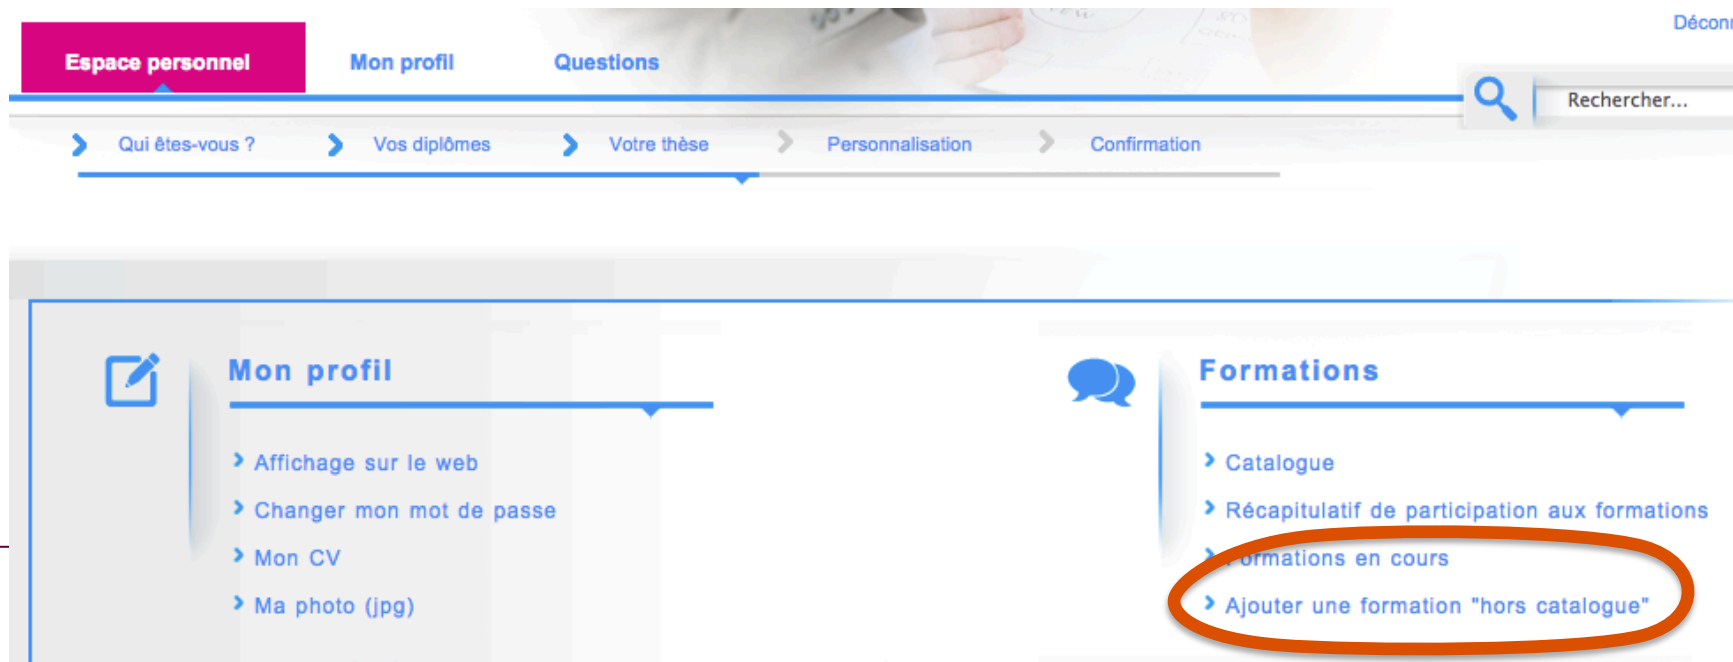 Déconn
Espace personnel
Mon profil
Questions
Rechercher...
Qui êtes-vous ?
Vos diplômes
Votre thèse
Personnalisation
Confirmation
Mon profil
Affichage sur le web
Changer mon mot de passe
Mon CV
Ma photo (jpg)
Formations
Catalogue
Récapitulatif de participation aux formations
Formations en cours
Ajouter une formation "hors catalogue"